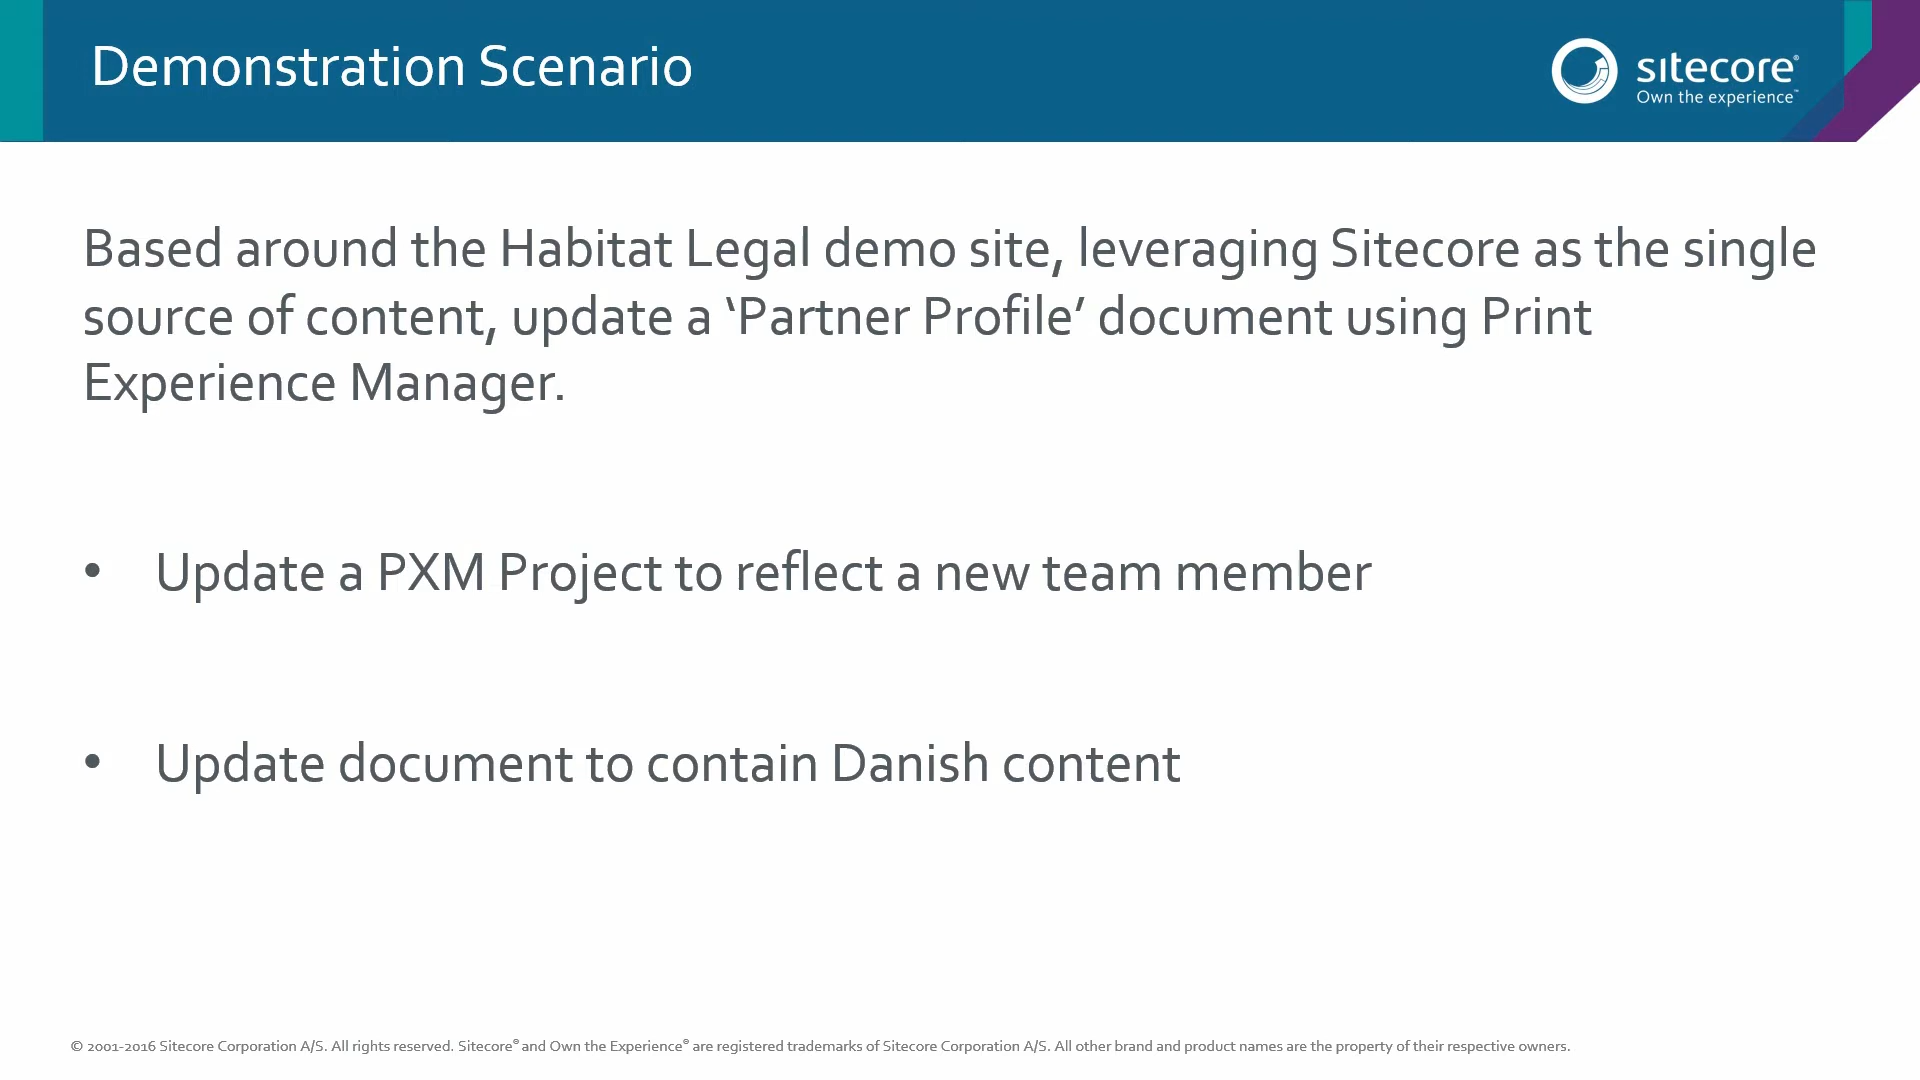 Demonstration Scenario
sitecore®
Own the experience™
Based around the Habitat Legal demo site, leveraging Sitecore as the single
source of content, update a ‘Partner Profile’ document using Print
Experience Manager.
• Update a PXM Project to reflect a new team member
• Update document to contain Danish content
© 2001-2016 Sitecore Corporation A/S. All rights reserved. Sitecore® and Own the Experience® are registered trademarks of Sitecore Corporation A/S. All other brand and product names are the property of their respective owners.